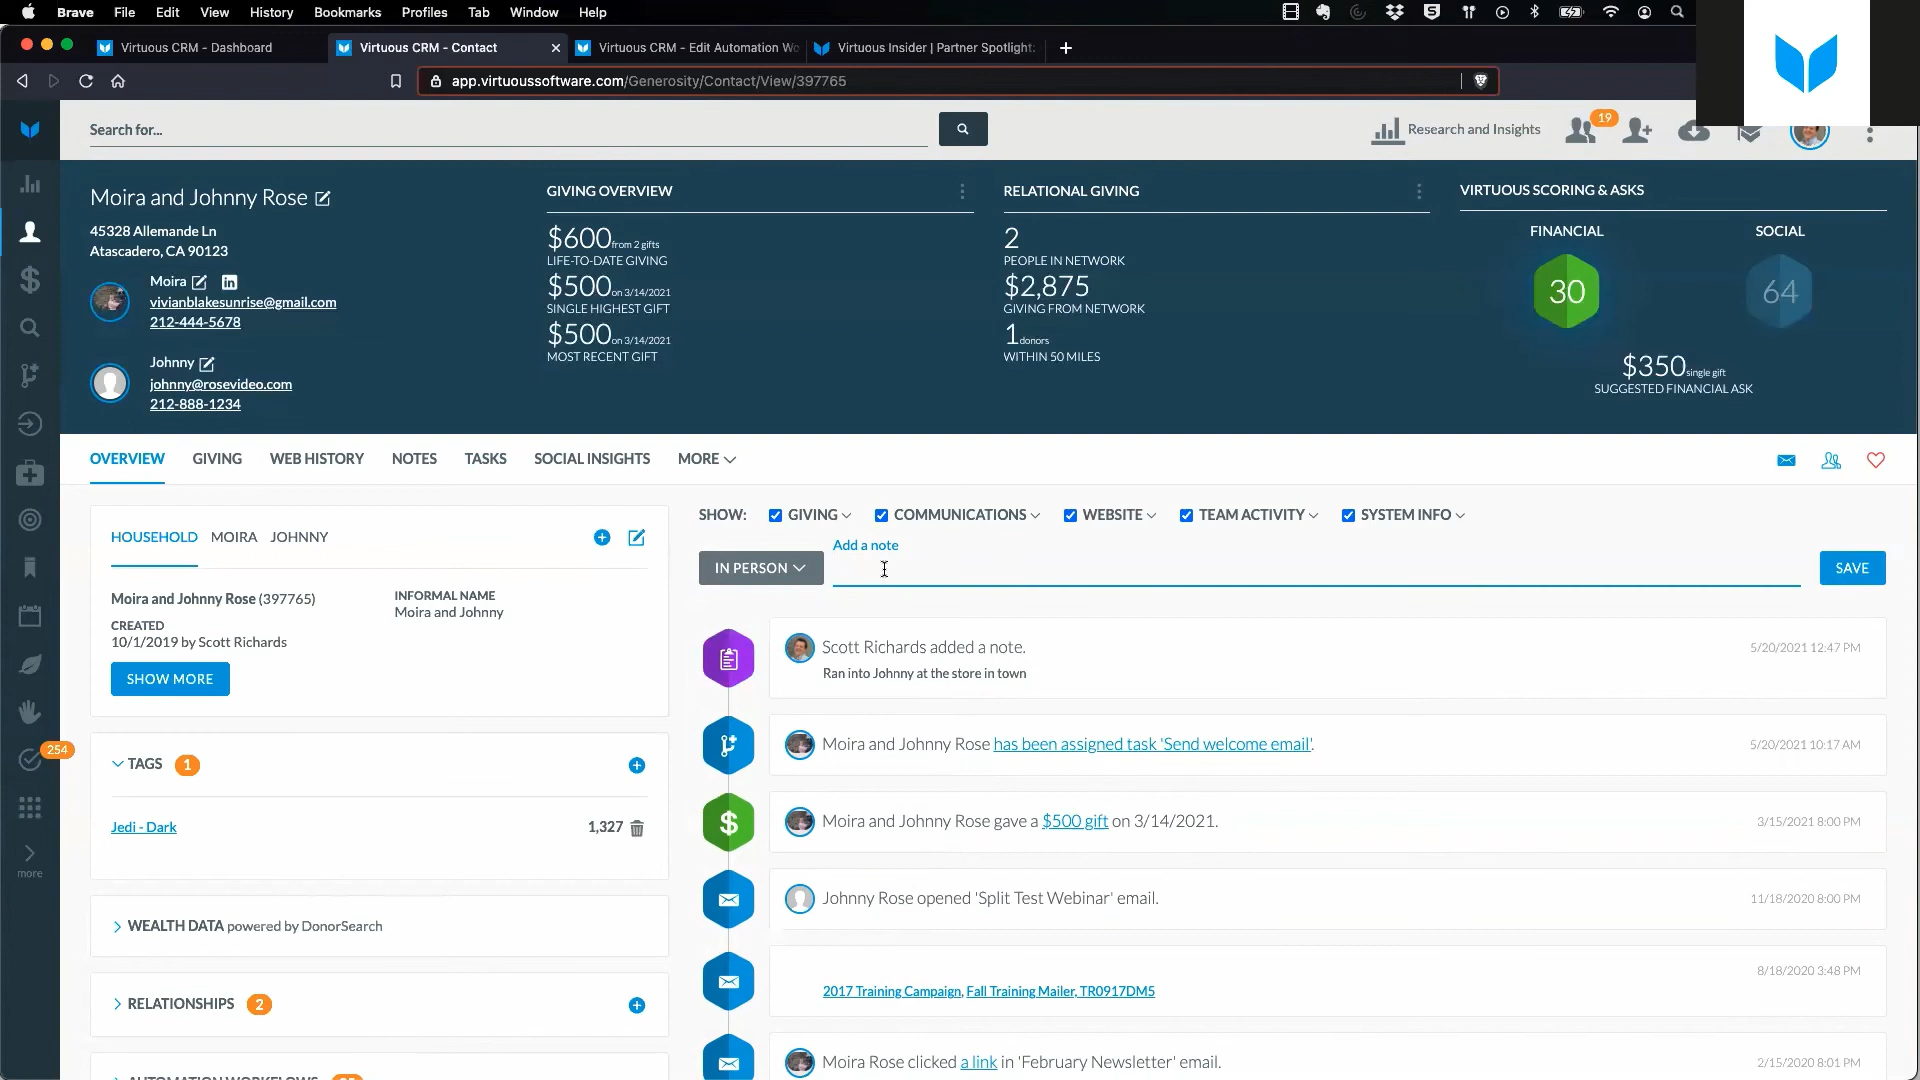 Brave File Edit View History Bookmarks Profiles Tab Window Help
Virtuous CRM - Dashboard
Virtuous CRM - Contact
Virtuous CRM - Edit Automation Wo
Virtuous Insider | Partner Spotlight:
app.virtuoussoftware.com/Generosity/Contact/View/397765
Search for...
Research and Insights
19
Moira and Johnny Rose
45328 Allemande Ln
Atascadero, CA 90123
Moira
vivianblakesunrise@gmail.com
212-444-5678
Johnny
johnny@rosevideo.com
212-888-1234
GIVING OVERVIEW
$600 from 2 gifts
LIFE-TO-DATE GIVING
$500 on 3/14/2021
SINGLE HIGHEST GIFT
$500 on 3/14/2021
MOST RECENT GIFT
RELATIONAL GIVING
2
PEOPLE IN NETWORK
$2,875
GIVING FROM NETWORK
1 donors
WITHIN 50 MILES
VIRTUOUS SCORING & ASKS
FINANCIAL
30
SOCIAL
64
$350 single gift
SUGGESTED FINANCIAL ASK
OVERVIEW GIVING WEB HISTORY NOTES TASKS SOCIAL INSIGHTS MORE
254
more
HOUSEHOLD MOIRA JOHNNY
Moira and Johnny Rose (397765)
CREATED
10/1/2019 by Scott Richards
INFORMAL NAME
Moira and Johnny
SHOW MORE
TAGS 1
Jedi - Dark 1,327
WEALTH DATA powered by DonorSearch
RELATIONSHIPS 2
AUTOMATION WORKFLOWS
SHOW: GIVING COMMUNICATIONS WEBSITE TEAM ACTIVITY SYSTEM INFO
Add a note
IN PERSON
SAVE
Scott Richards added a note. 5/20/2021 12:47 PM
Ran into Johnny at the store in town
Moira and Johnny Rose has been assigned task 'Send welcome email'. 5/20/2021 10:17 AM
Moira and Johnny Rose gave a $500 gift on 3/14/2021. 3/15/2021 8:00 PM
Johnny Rose opened 'Split Test Webinar' email. 11/18/2020 8:00 PM
8/18/2020 3:48 PM
2017 Training Campaign, Fall Training Mailer, TR0917DM5
Moira Rose clicked a link in 'February Newsletter' email. 2/15/2020 8:01 PM